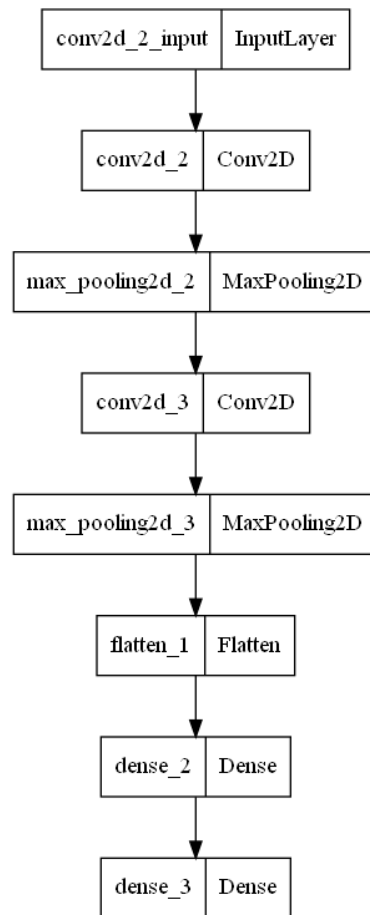 conv2d_2_input InputLayer
conv2d_2 Conv2D
max_pooling2d_2 MaxPooling2D
conv2d_3 Conv2D
max_pooling2d_3 MaxPooling2D
flatten_1 Flatten
dense_2 Dense
dense_3 Dense